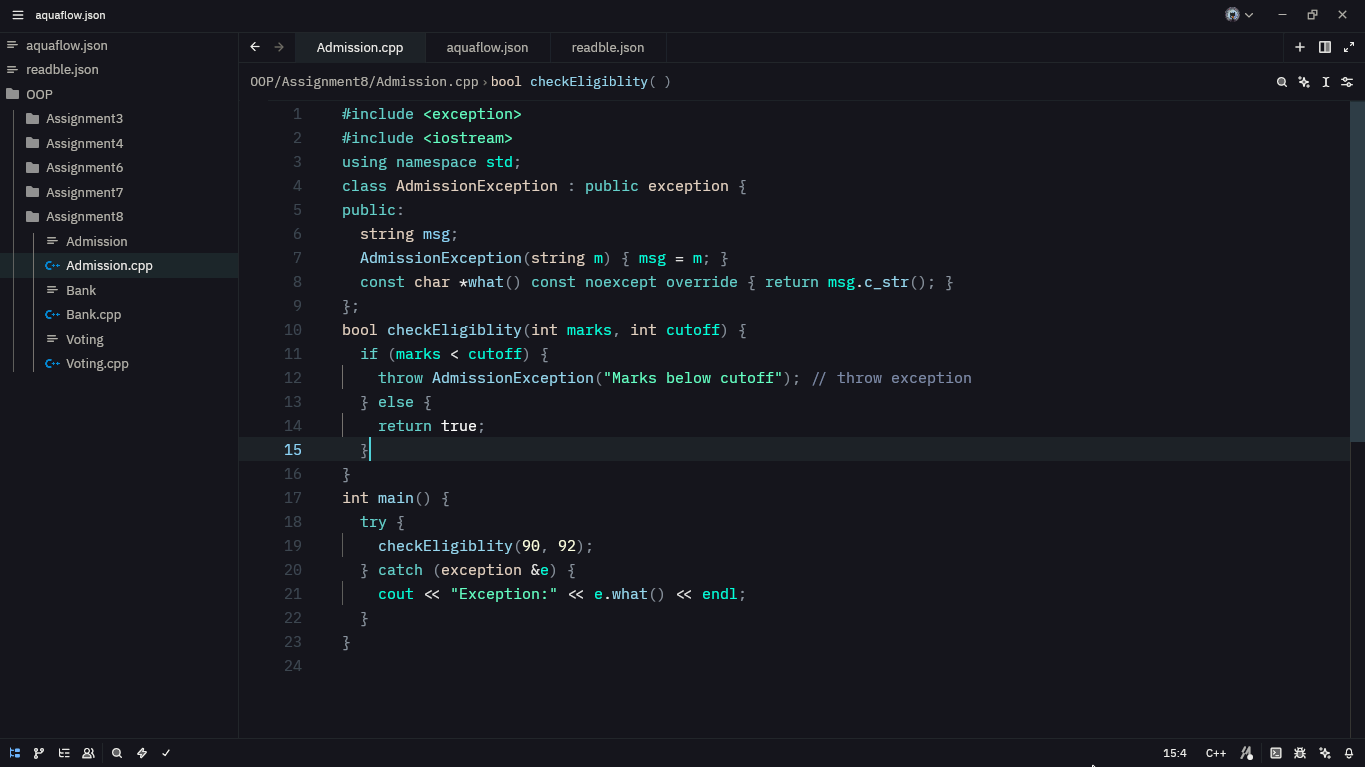 aquaflow.json
aquaflow.json
readble.json
OOP
Assignment3
Assignment4
Assignment6
Assignment7
Assignment8
Admission
Admission.cpp
Bank
Bank.cpp
Voting
Voting.cpp
Admission.cpp aquaflow.json readble.json
OOP/Assignment8/Admission.cpp › bool checkEligiblity( )
1 #include <exception>
2 #include <iostream>
3 using namespace std;
4 class AdmissionException : public exception {
5 public:
6   string msg;
7   AdmissionException(string m) { msg = m; }
8   const char *what() const noexcept override { return msg.c_str(); }
9 };
10 bool checkEligiblity(int marks, int cutoff) {
11   if (marks < cutoff) {
12     throw AdmissionException("Marks below cutoff"); // throw exception
13   } else {
14     return true;
15   }
16 }
17 int main() {
18   try {
19     checkEligiblity(90, 92);
20   } catch (exception &e) {
21     cout << "Exception:" << e.what() << endl;
22   }
23 }
24
15:4 C++